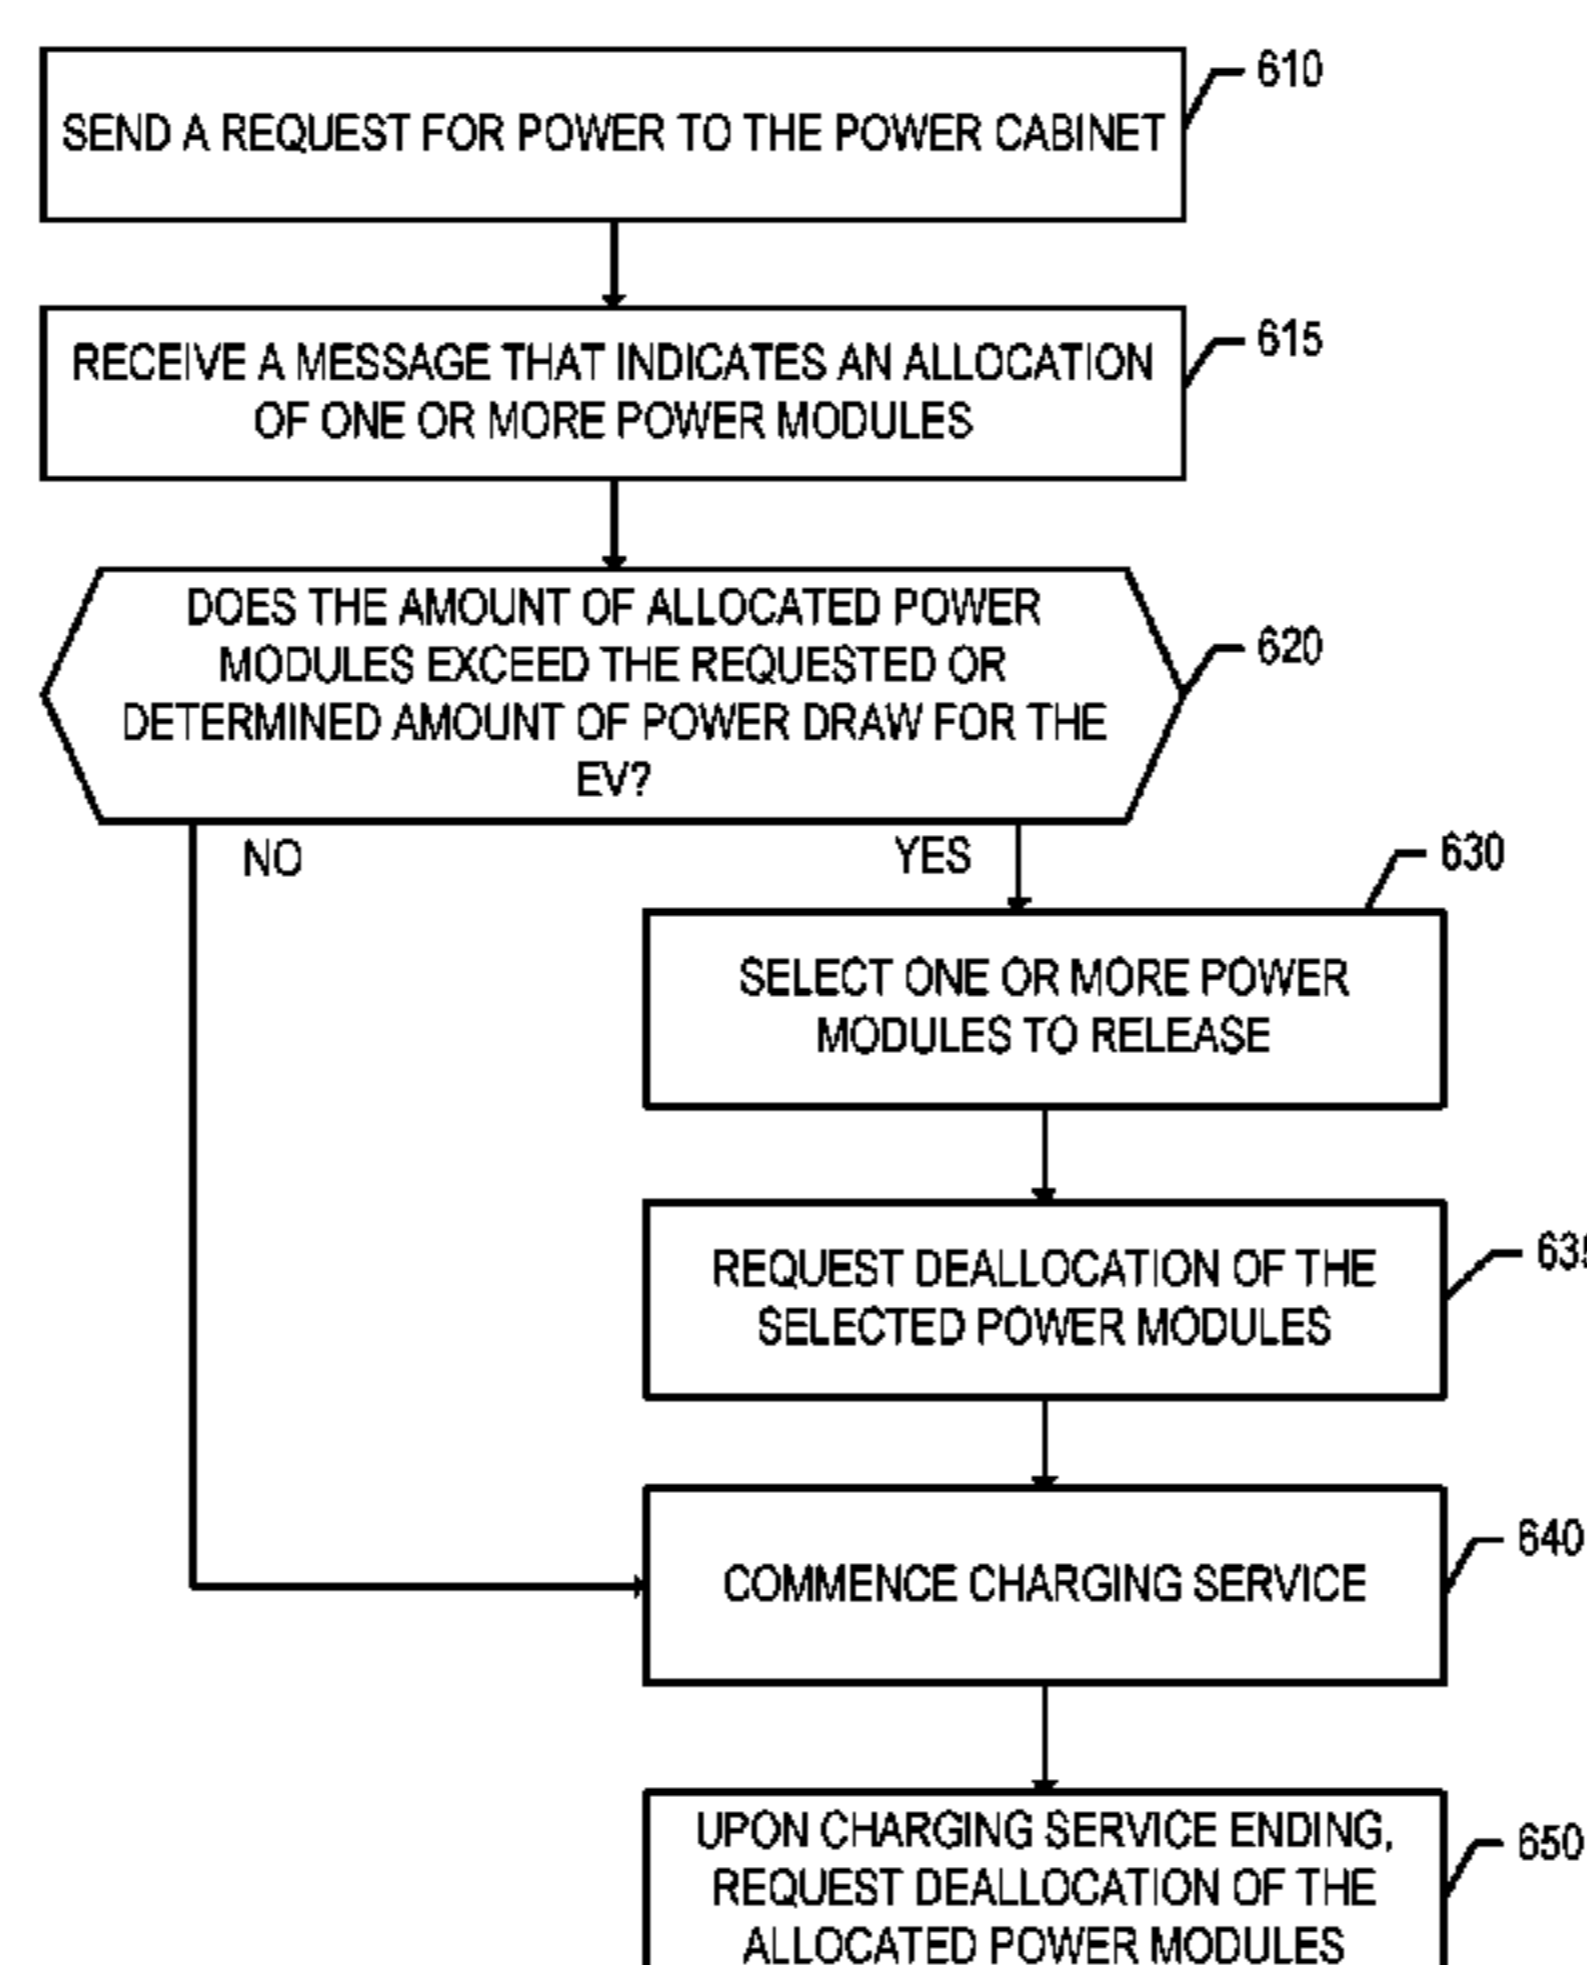 SEND A REQUEST FOR POWER TO THE POWER CABINET
610
RECEIVE A MESSAGE THAT INDICATES AN ALLOCATION
OF ONE OR MORE POWER MODULES
615
DOES THE AMOUNT OF ALLOCATED POWER
MODULES EXCEED THE REQUESTED OR
DETERMINED AMOUNT OF POWER DRAW FOR THE
EV?
620
NO
YES
630
SELECT ONE OR MORE POWER
MODULES TO RELEASE
REQUEST DEALLOCATION OF THE
SELECTED POWER MODULES
635
COMMENCE CHARGING SERVICE
640
UPON CHARGING SERVICE ENDING,
REQUEST DEALLOCATION OF THE
ALLOCATED POWER MODULES
650